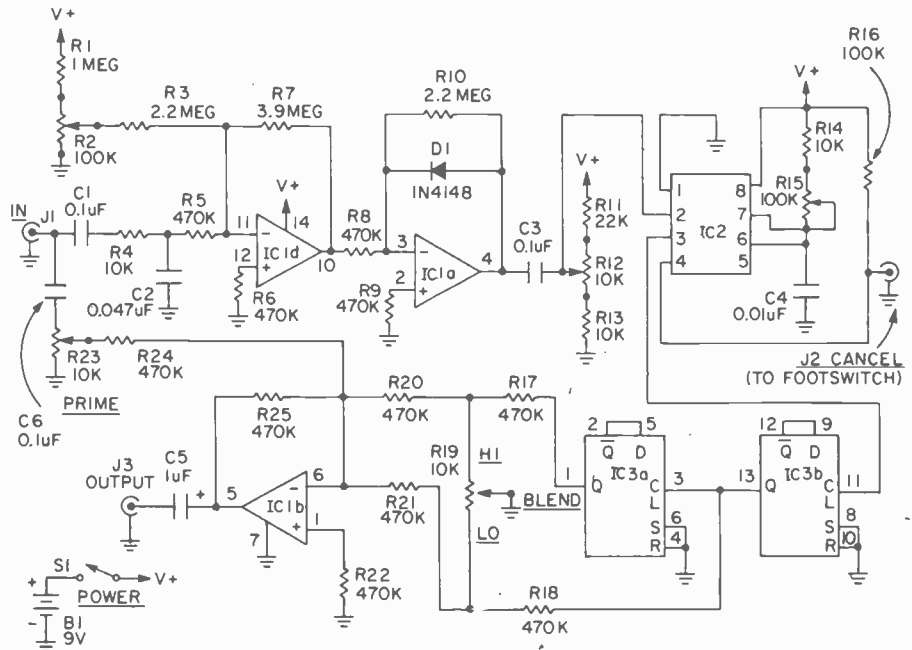 V+
R1
1 MEG
R3
2.2 MEG
R7
3.9 MEG
R2
100K
IN
J1
C1
0.1uF
R5
470K
R4
10K
C2
0.047uF
V+
14
11
-
IC1d
12
+
10
R6
470K
R8
470K
R10
2.2 MEG
D1
1N4148
3
-
IC1a
2
+
4
R9
470K
C3
0.1uF
V+
R11
22K
R12
10K
R13
10K
1
2
3
4
IC2
8
7
6
5
V+
R14
10K
R15
100K
R16
100K
C4
0.01uF
J2 CANCEL
(TO FOOTSWITCH)
C6
0.1uF
R23
10K
PRIME
R24
470K
R25
470K
R20
470K
R17
470K
R19
10K
HI
BLEND
LO
R21
470K
R18
470K
J3
OUTPUT
C5
1uF
+
5
6
-
IC1b
1
+
7
R22
470K
2
5
Q
D
IC3a
1
Q
C
3
L
S
6
R
4
12
9
Q
D
IC3b
13
Q
C
11
L
S
8
R
10
S1
V+
POWER
+
-
B1
9V